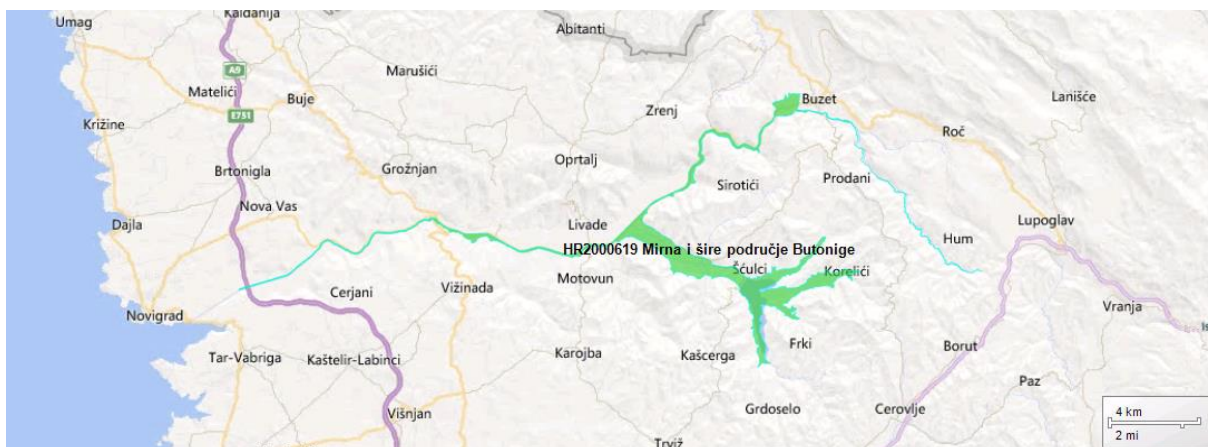 Kaldanija
Umag
Abitanti
A9
Marušići
Matelići
Buje
Buzet
Lanišće
E751
Zrenj
Križine
Roč
Oprtalj
Grožnjan
Brtonigla
Sirotići
Prodani
Nova Vas
Livade
Dajla
Lupoglav
Hum
HR2000619 Mirna i šire područje Butonige
Šćulci
Korelići
Motovun
Cerjani
Vižinada
Vranja
Novigrad
Frki
Borut
Tar-Vabriga
Kaštelir-Labinci
Karojba
Kašćerga
Paz
Grdoselo
Cerovlje
Višnjan
4 km
2 mi
Trviž